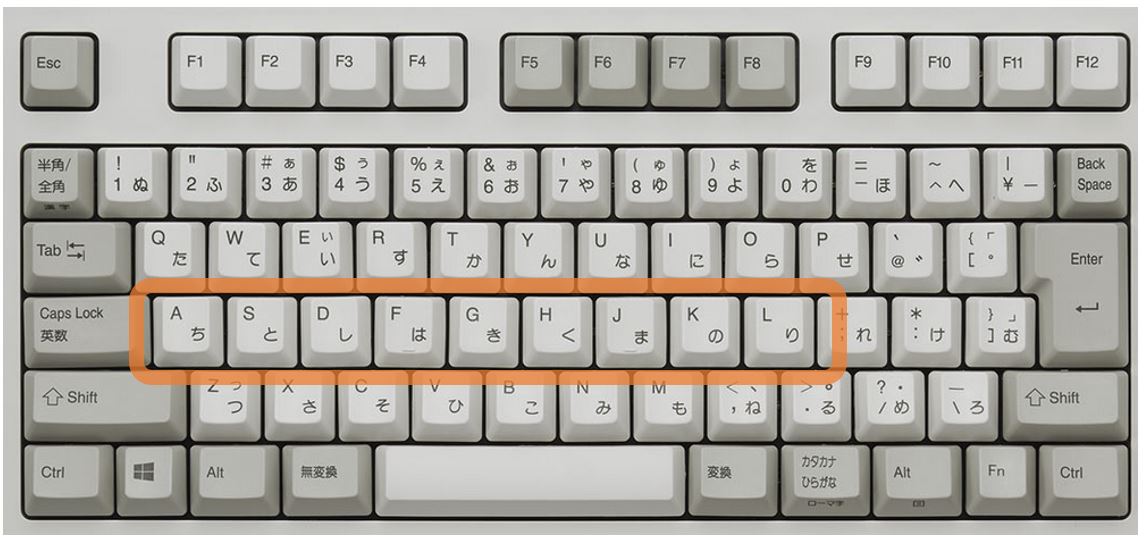 Esc F1 F2 F3 F4 F5 F6 F7 F8 F9 F10 F11 F12
半角/ ! " # ぁ $ ぅ % ぇ & ぉ ' ゃ ( ゅ ) ょ を = ~ | Back
全角 1 ぬ 2 ふ 3 あ 4 う 5 え 6 お 7 や 8 ゆ 9 よ 0 わ - ほ ^ へ ¥ ー Space
漢字
Tab Q た W て E ぃ い R す T か Y ん U な I に O ら P せ ` @ ゛ { 「 [ ゜ Enter
Caps Lock A S D F G H J K L + * } 」
英数 ち と し は き く ま の り ; れ : け ] む
Shift Z っ つ X さ C そ V ひ B こ N み M も < 、 , ね > 。 . る ? ・ / め _ \ ろ Shift
Ctrl Alt 無変換 変換 カタカナ Alt Fn Ctrl
ひらがな
ローマ字